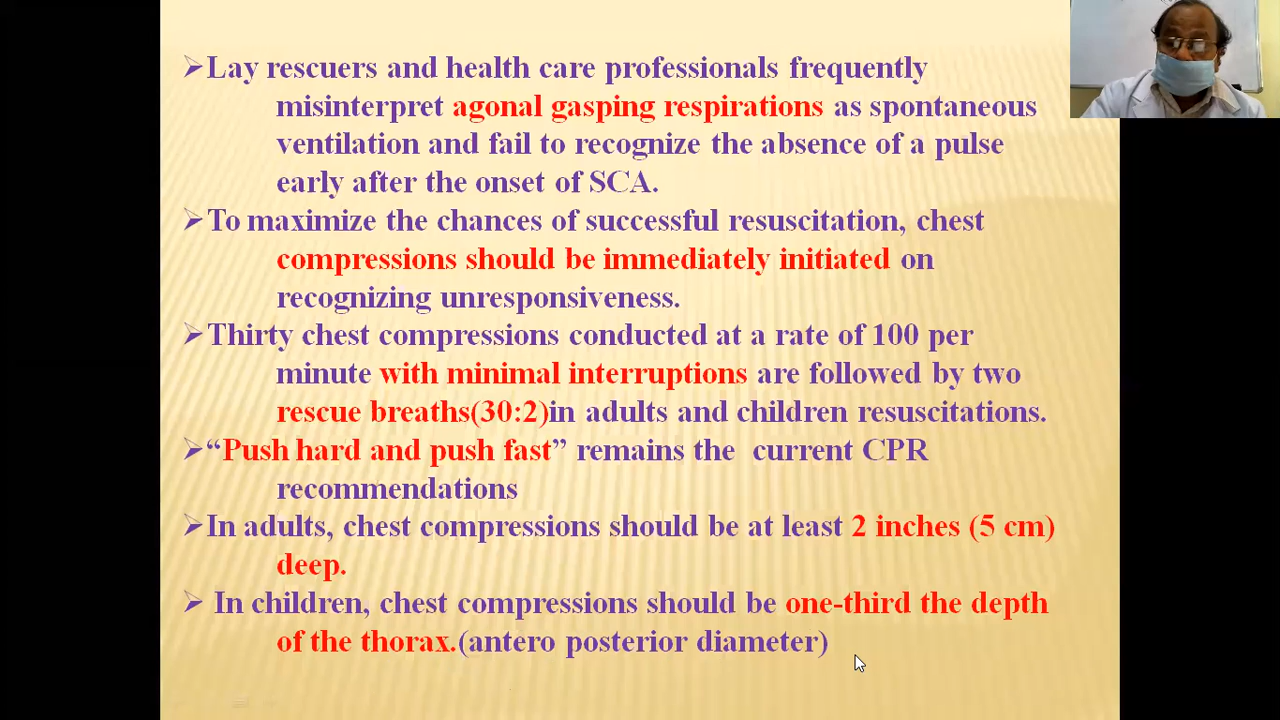 ➢Lay rescuers and health care professionals frequently
misinterpret agonal gasping respirations as spontaneous
ventilation and fail to recognize the absence of a pulse
early after the onset of SCA.
➢To maximize the chances of successful resuscitation, chest
compressions should be immediately initiated on
recognizing unresponsiveness.
➢Thirty chest compressions conducted at a rate of 100 per
minute with minimal interruptions are followed by two
rescue breaths(30:2)in adults and children resuscitations.
➢“Push hard and push fast” remains the  current CPR
recommendations
➢In adults, chest compressions should be at least 2 inches (5 cm)
deep.
➢ In children, chest compressions should be one-third the depth
of the thorax.(antero posterior diameter)